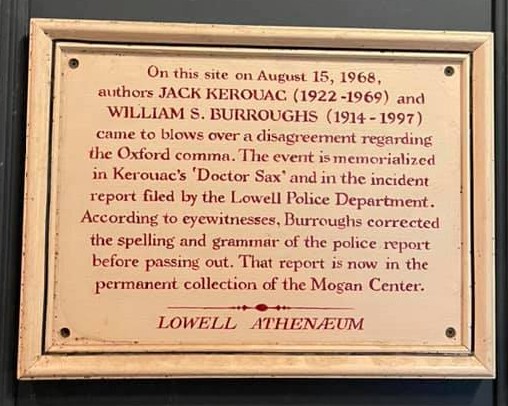 On this site on August 15, 1968,
authors JACK KEROUAC (1922-1969) and
WILLIAM S. BURROUGHS (1914-1997)
came to blows over a disagreement regarding
the Oxford comma. The event is memorialized
in Kerouac's 'Doctor Sax' and in the incident
report filed by the Lowell Police Department.
According to eyewitnesses, Burroughs corrected
the spelling and grammar of the police report
before passing out. That report is now in the
permanent collection of the Mogan Center.
LOWELL ATHENÆUM